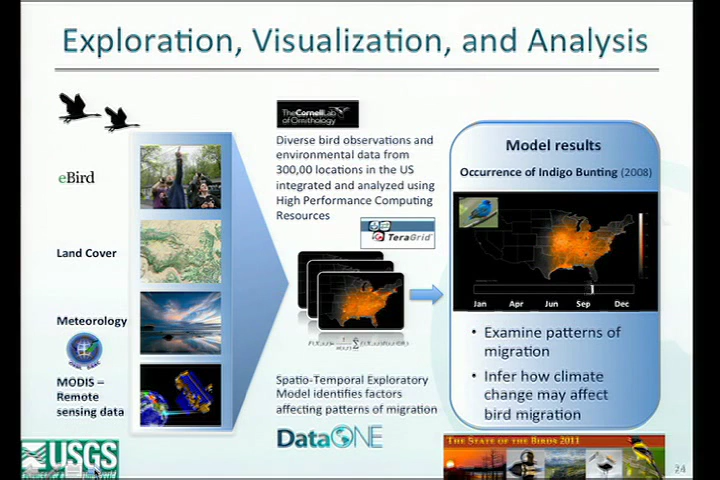 Exploration, Visualization, and Analysis
eBird
Land Cover
Meteorology
MODIS –
Remote
sensing data
TheCornellLab
of Ornithology
Diverse bird observations and
environmental data from
300,00 locations in the US
integrated and analyzed using
High Performance Computing
Resources
TeraGrid
Spatio-Temporal Exploratory
Model identifies factors
affecting patterns of migration
DataONE
Model results
Occurrence of Indigo Bunting (2008)
Jan Apr Jun Sep Dec
• Examine patterns of
migration
• Infer how climate
change may affect
bird migration
USGS
THE STATE OF THE BIRDS 2011
24